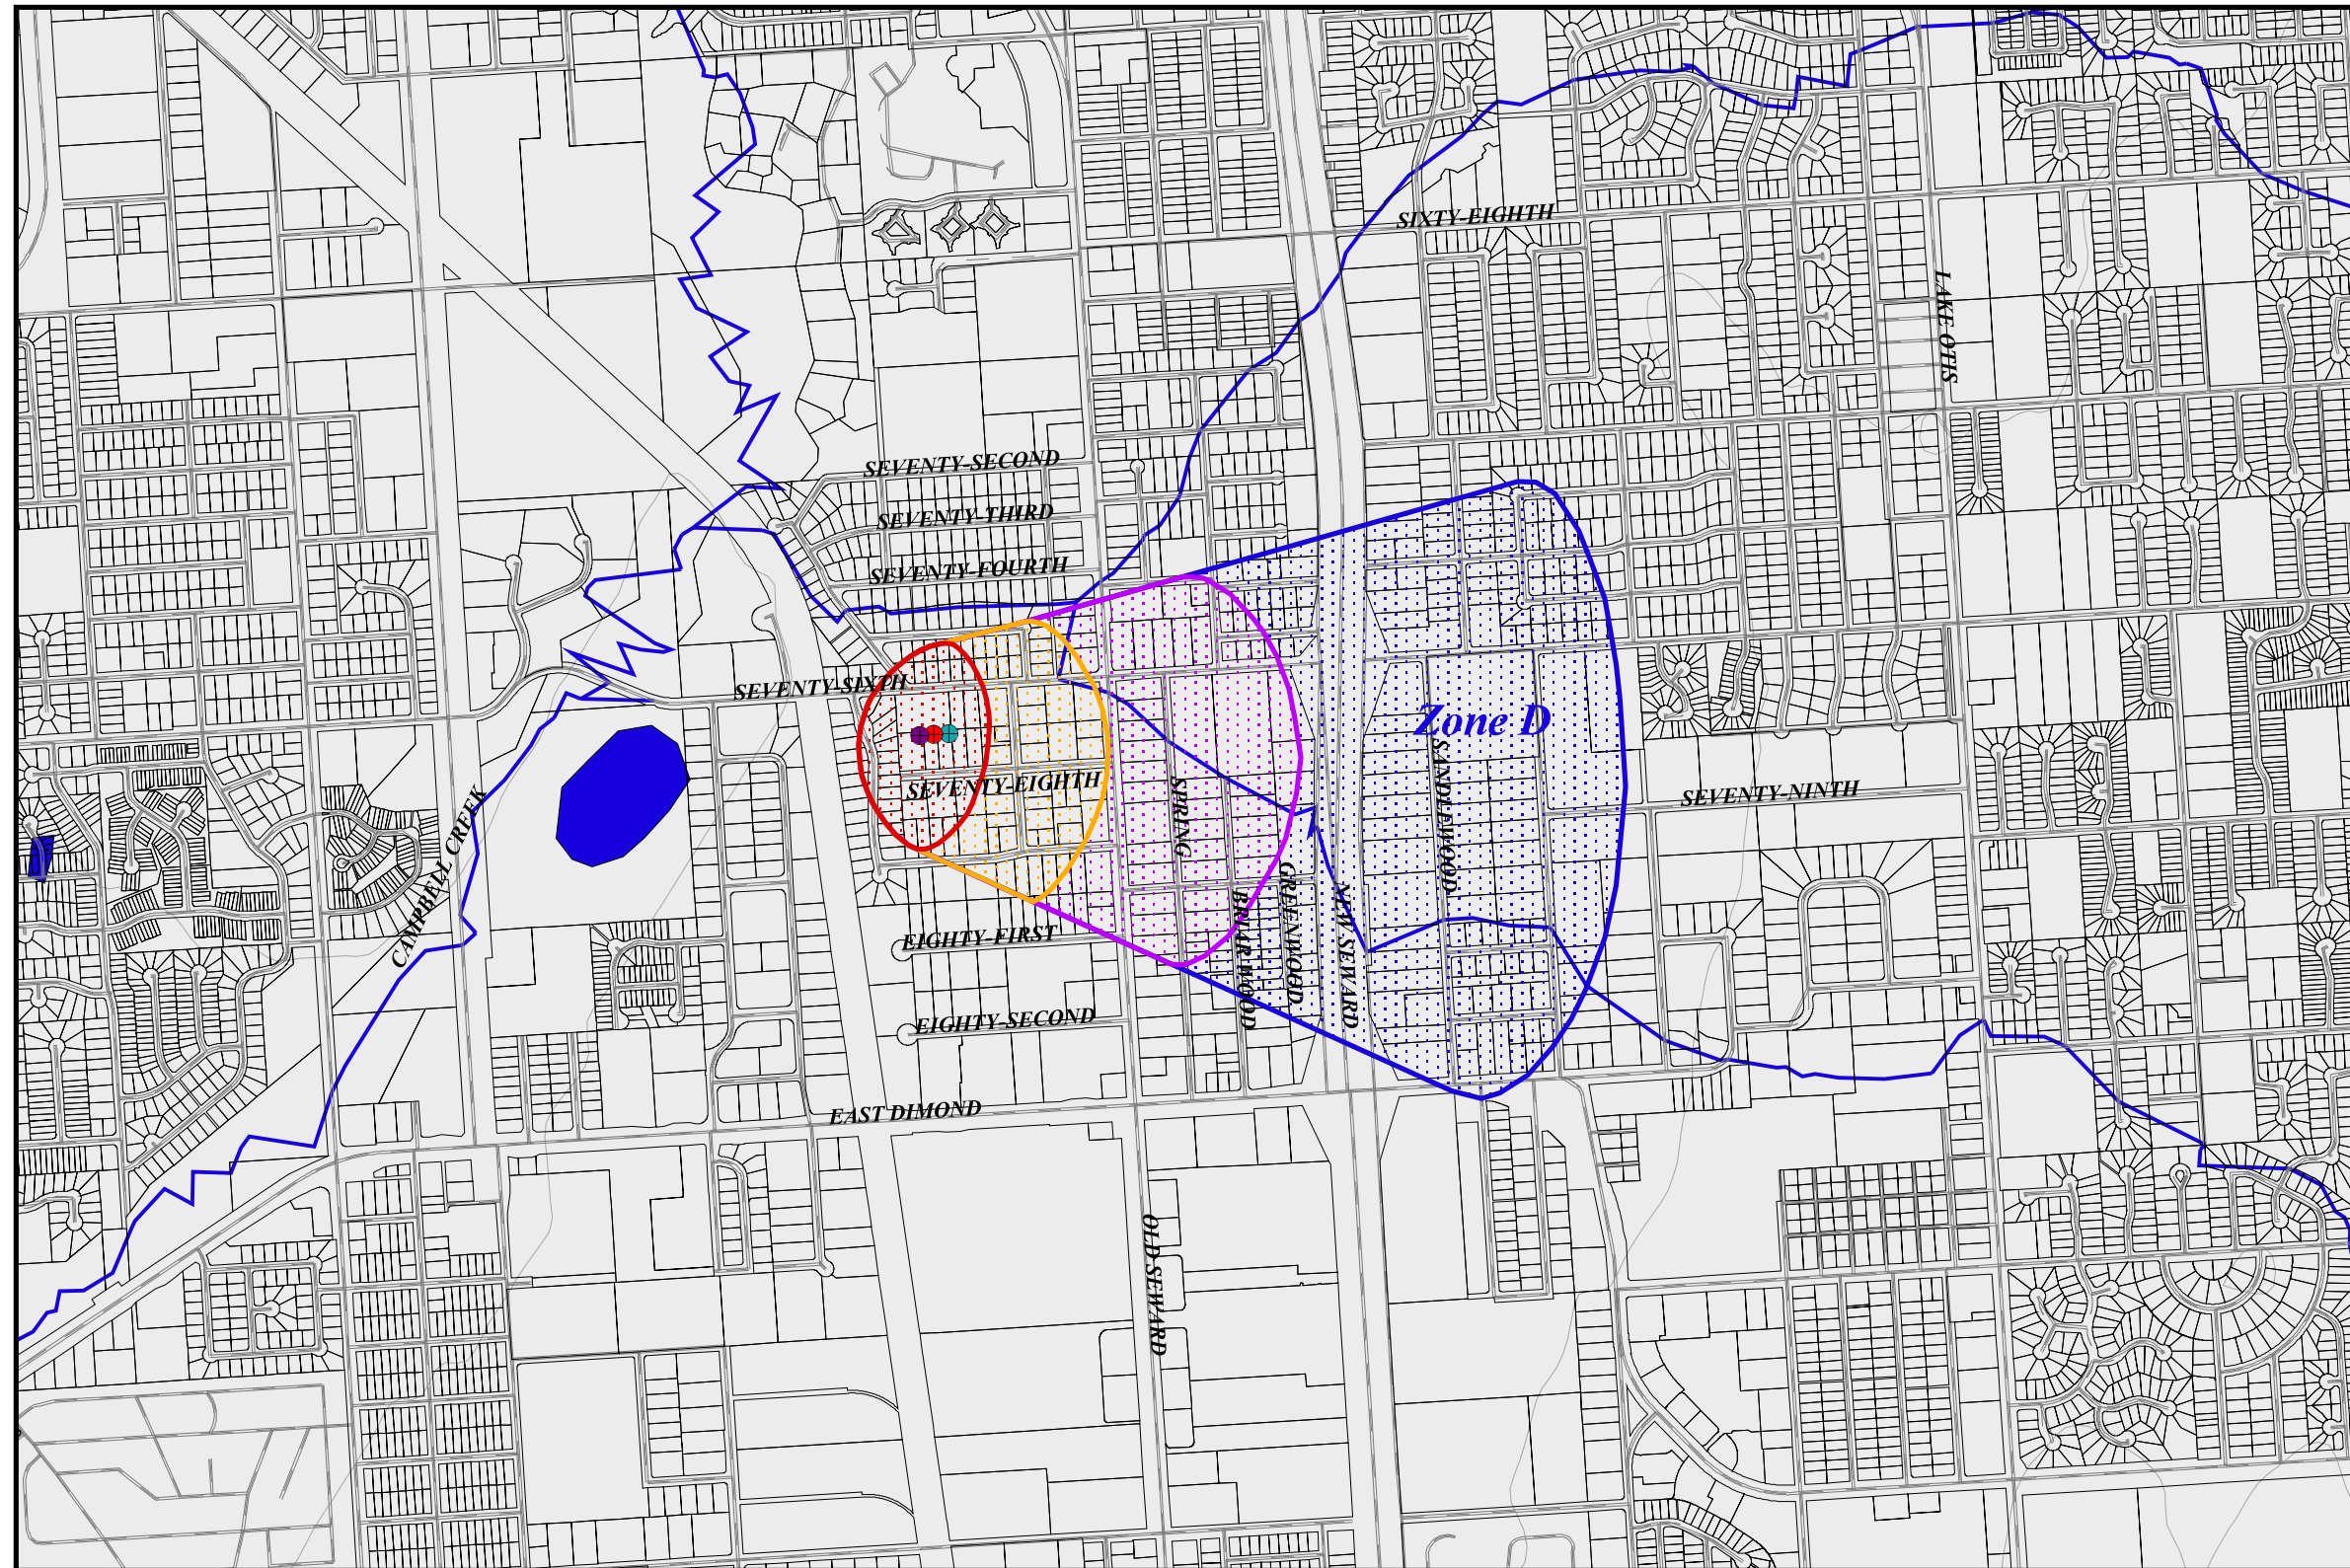 SIXTY-EIGHTH
LAKE OTIS
SEVENTY-SECOND
SEVENTY-THIRD
SEVENTY-FOURTH
SEVENTY-SIXTH
Zone D
SEVENTY-EIGHTH
SPRING
SANDLEWOOD
SEVENTY-NINTH
CAMPBELL CREEK
BRIARWOOD
GREENWOOD
NEW SEWARD
EIGHTY-FIRST
EIGHTY-SECOND
EAST DIMOND
OLD SEWARD